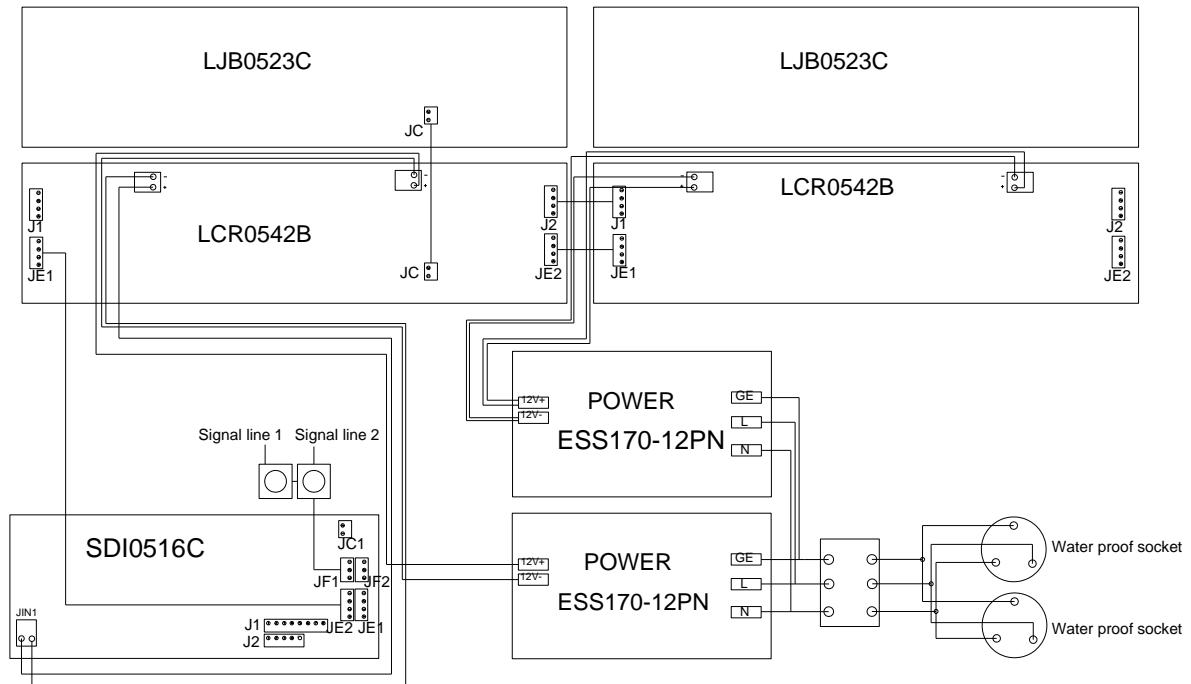 LJB0523C
LJB0523C
JC
-
+
-
+
-
+
-
+
J1
LCR0542B
J2
J1
LCR0542B
J2
JE1
JC
JE2
JE1
JE2
12V+
12V-
POWER
ESS170-12PN
GE
L
N
Signal line 1
Signal line 2
SDI0516C
JC1
JF1
JF2
JIN1
J1
J2
JE2
JE1
12V+
12V-
POWER
ESS170-12PN
GE
L
N
Water proof socket
Water proof socket